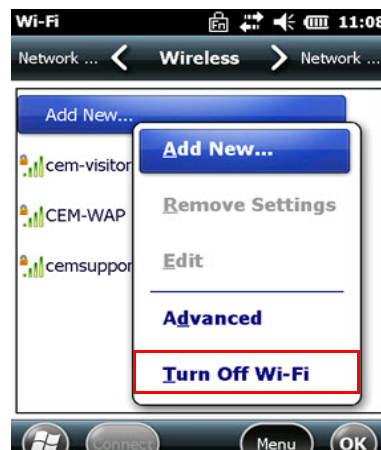 Wi-Fi 11:08
Network ... Wireless Network ...
Add New...
cem-visitor
CEM-WAP
cemsuppor
Add New...
Remove Settings
Edit
Advanced
Turn Off Wi-Fi
Connect Menu OK